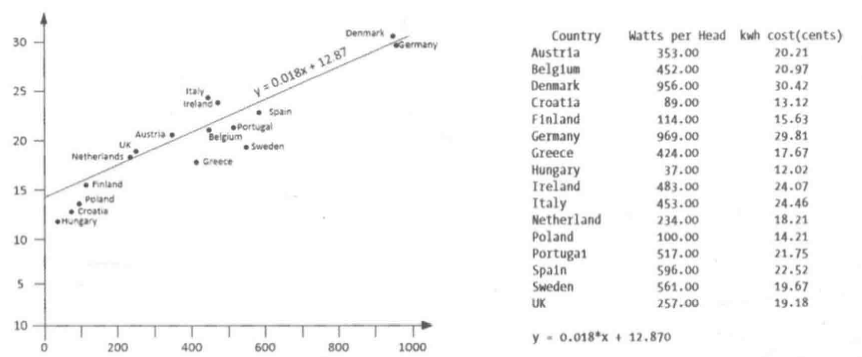 30
25
20
15
10
5
10
0
200
400
600
800
1000
Denmark
Germany
y = 0.018x + 12.87
Italy
Ireland
Spain
Portugal
Belgium
Austria
UK
Netherlands
Sweden
Greece
Finland
Poland
Croatia
Hungary
Country Watts per Head kwh cost(cents)
Austria 353.00 20.21
Belgium 452.00 20.97
Denmark 956.00 30.42
Croatia 89.00 13.12
Finland 114.00 15.63
Germany 969.00 29.81
Greece 424.00 17.67
Hungary 37.00 12.02
Ireland 483.00 24.07
Italy 453.00 24.46
Netherland 234.00 18.21
Poland 100.00 14.21
Portugal 517.00 21.75
Spain 596.00 22.52
Sweden 561.00 19.67
UK 257.00 19.18
y = 0.018*x + 12.870